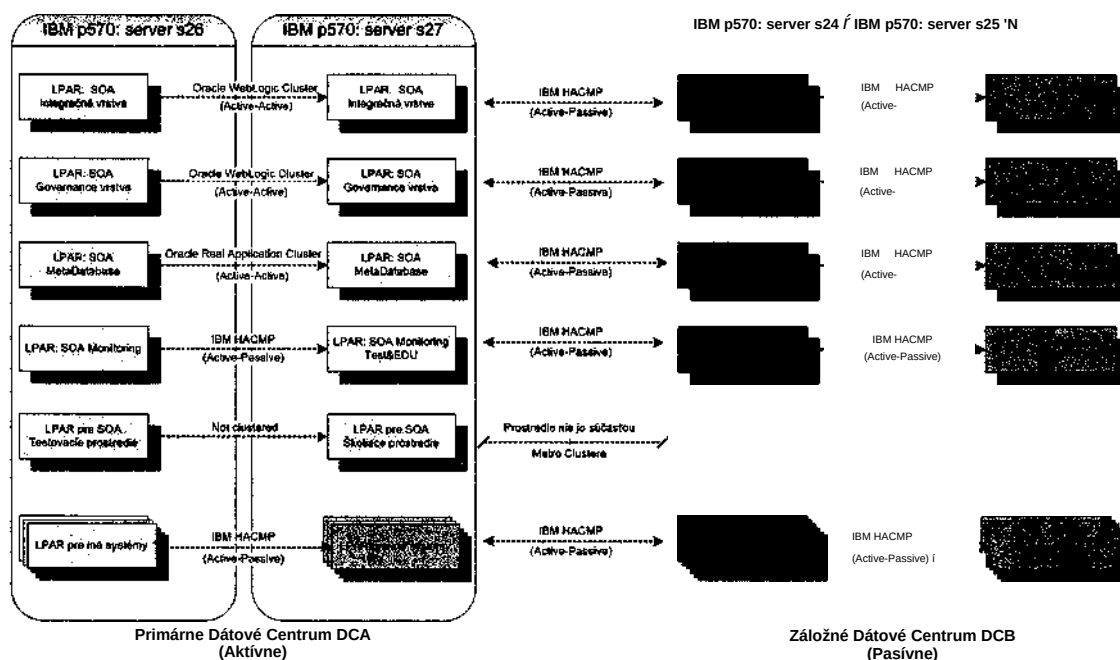 IBM p570: server s26
IBM p570: server s27
IBM p570: server s24 ŕ IBM p570: server s25 'N
LPAR: SOA
Integračná vrstva
Oracle WebLogic Cluster
(Active-Active)
LPAR: SOA
Integračná vrstva
IBM HACMP
(Active-Passive)
IBM HACMP
(Active-
LPAR: SOA
Governance vrstva
Oracle WebLogic Cluster
(Active-Active)
LPAR: SOA
Governance vrstva
IBM HACMP
(Active-Passive)
IBM HACMP
(Active-
LPAR: SOA
MetaDatabase
Oracle Real Application Cluster
(Active-Active)
LPAR: SOA
MetaDatabase
IBM HACMP
(Active-Passive)
IBM HACMP
(Active-
LPAR: SOA Monitoring
IBM HACMP
(Active-Passive)
LPAR: SOA Monitoring
Test&EDU
IBM HACMP
(Active-Passive)
IBM HACMP
(Active-Passive)
LPAR pre SOA
Testovacie prostredie
Not clustered
LPAR pre SOA
Školiace prostredie
Prostredie nie jo súčasťou
Metro Clustera
LPAR pre iné systémy
IBM HACMP
(Active-Passive)
IBM HACMP
(Active-Passive)
IBM HACMP
(Active-Passive) í
Primárne Dátové Centrum DCA
(Aktívne)
Záložné Dátové Centrum DCB
(Pasívne)